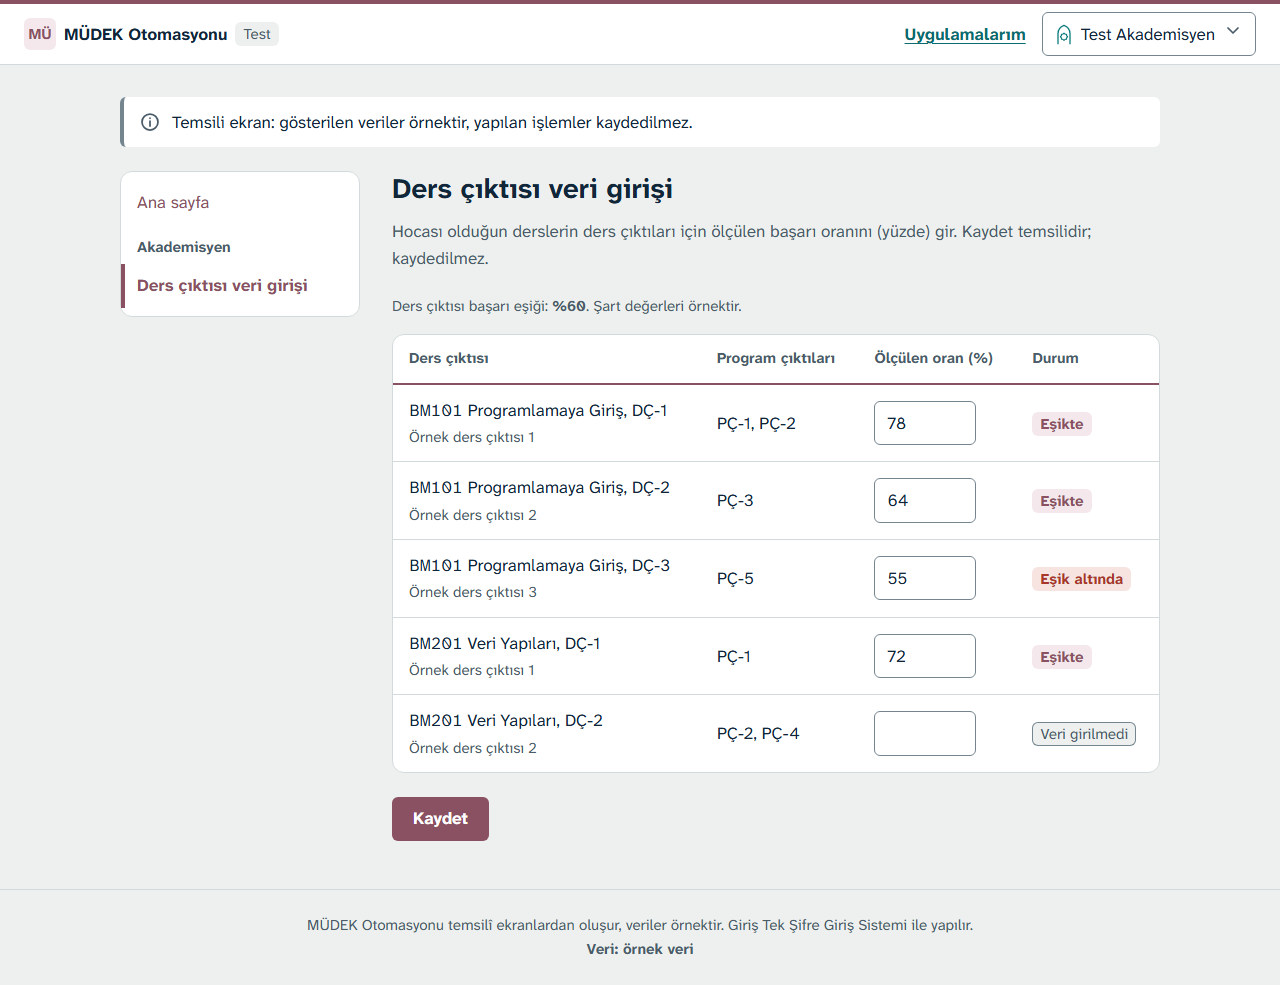 MÜ MÜDEK Otomasyonu Test
Uygulamalarım
Test Akademisyen
Temsili ekran: gösterilen veriler örnektir, yapılan işlemler kaydedilmez.
Ana sayfa
Akademisyen
Ders çıktısı veri girişi
Ders çıktısı veri girişi
Hocası olduğun derslerin ders çıktıları için ölçülen başarı oranını (yüzde) gir. Kaydet temsilidir;
kaydedilmez.
Ders çıktısı başarı eşiği: %60. Şart değerleri örnektir.
Ders çıktısı Program çıktıları Ölçülen oran (%) Durum
BM101 Programlamaya Giriş, DÇ-1
Örnek ders çıktısı 1
PÇ-1, PÇ-2 78 Eşikte
BM101 Programlamaya Giriş, DÇ-2
Örnek ders çıktısı 2
PÇ-3 64 Eşikte
BM101 Programlamaya Giriş, DÇ-3
Örnek ders çıktısı 3
PÇ-5 55 Eşik altında
BM201 Veri Yapıları, DÇ-1
Örnek ders çıktısı 1
PÇ-1 72 Eşikte
BM201 Veri Yapıları, DÇ-2
Örnek ders çıktısı 2
PÇ-2, PÇ-4 Veri girilmedi
Kaydet
MÜDEK Otomasyonu temsilî ekranlardan oluşur, veriler örnektir. Giriş Tek Şifre Giriş Sistemi ile yapılır.
Veri: örnek veri